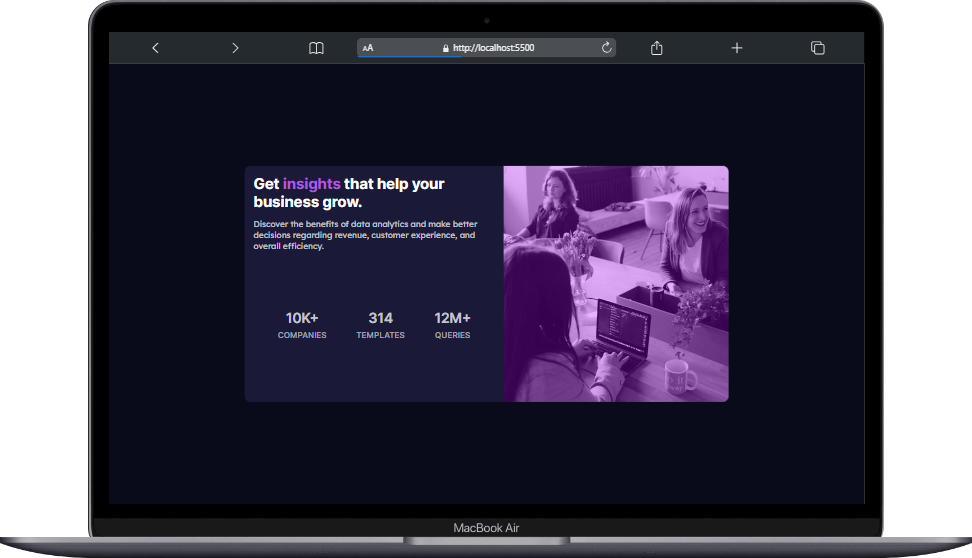 AA
http://localhost:5500
Get insights that help your
business grow.
Discover the benefits of data analytics and make better
decisions regarding revenue, customer experience, and
overall efficiency.
10K+ 314 12M+
COMPANIES TEMPLATES QUERIES
MacBook Air